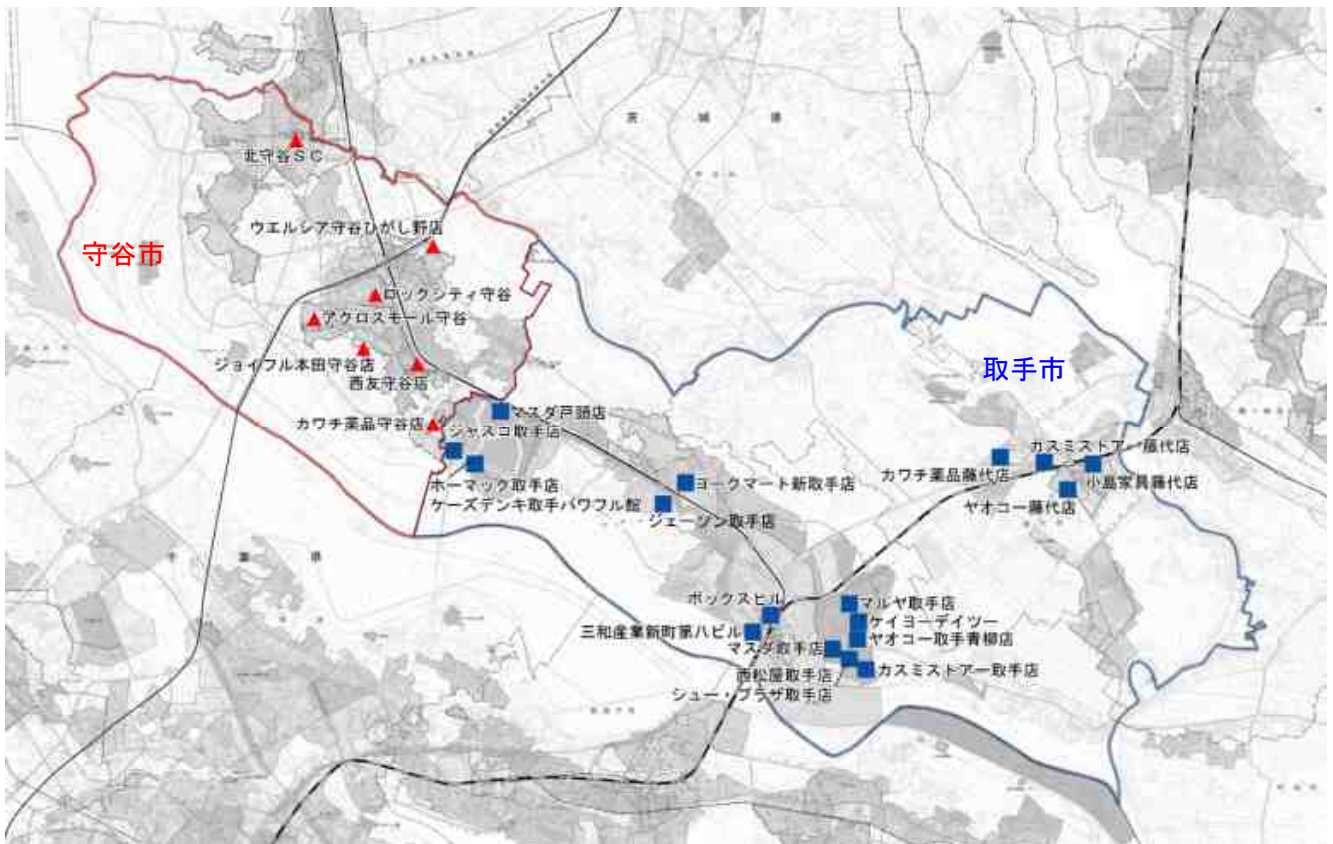 茨城県
北守谷SC
ウエルシア守谷ひがし野店
守谷市
ロックシティ守谷
アクロスモール守谷
ジョイフル本田守谷店
西友守谷店
取手市
カワチ薬品守谷店
マスダ戸頭店
ジャスコ取手店
ホーマック取手店
ケーズデンキ取手パワフル館
ヨークマート新取手店
ジェーソン取手店
カスミストアー藤代店
カワチ薬品藤代店
小島家具藤代店
ヤオコー藤代店
千葉県
ボックスヒル
三和産業新町第八ビル
マルヤ取手店
ケイヨーデイツー
ヤオコー取手青柳店
マスダ取手店
西松屋取手店
カスミストアー取手店
シュー・プラザ取手店